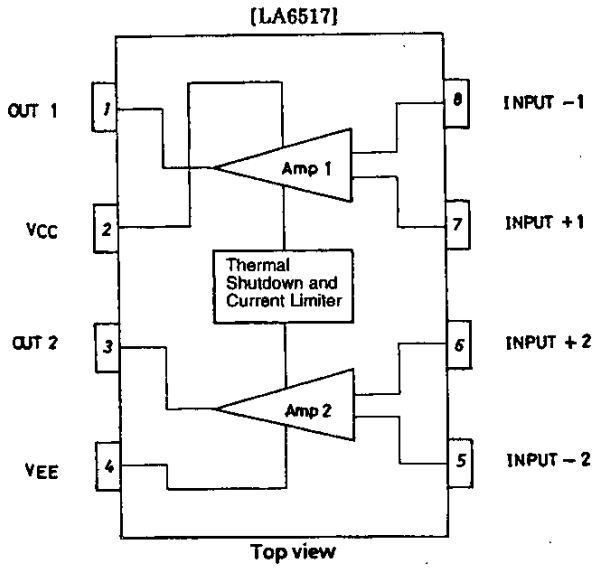 [LA6517]
OUT 1
1
8
INPUT -1
Amp 1
VCC
2
7
INPUT +1
Thermal
Shutdown and
Current Limiter
OUT 2
3
6
INPUT +2
Amp 2
VEE
4
5
INPUT -2
Top view